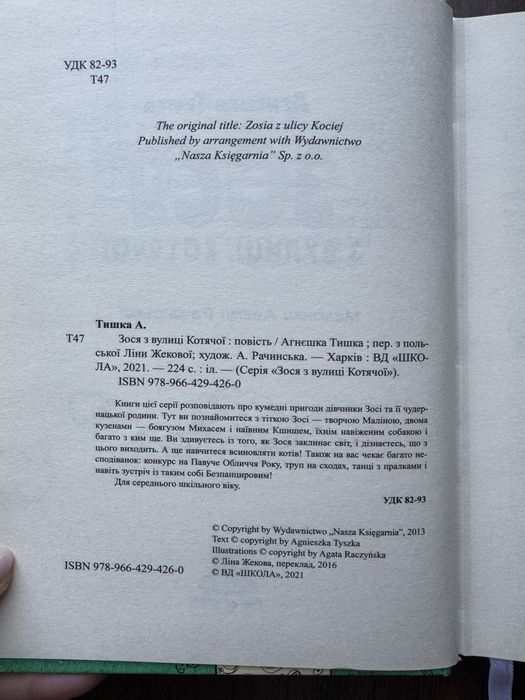 УДК 82-93
Т47
The original title: Zosia z ulicy Kociej
Published by arrangement with Wydawnictwo
„Nasza Księgarnia” Sp. z o.o.
Тишка А.
Т47 Зося з вулиці Котячої : повість / Агнєшка Тишка ; пер. з поль-
ської Ліни Жекової; худож. А. Рачинська. — Харків : ВД «ШКО-
ЛА», 2021. — 224 с. : іл. — (Серія «Зося з вулиці Котячої»).
ISBN 978-966-429-426-0
Книги цієї серії розповідають про кумедні пригоди дівчинки Зосі та її чудер-
нацької родини. Тут ви познайомитеся з тіткою Зосі — творчою Маліною, двома
кузенами — боягузом Михасем і наївним Кшишем, їхнім навіженим собакою і
багато з ким ще. Ви здивуєтесь із того, як Зося заклинає світ, і дізнаєтесь, що з
цього виходить. А ще навчитеся всиновляти котів! Також на вас чекає багато не-
сподіванок: конкурс на Павуче Обличчя Року, труп на сходах, танці з пралками і
навіть зустріч із таким собі Безпанцировим!
Для середнього шкільного віку.
УДК 82-93
© Copyright by Wydawnictwo „Nasza Księgarnia”, 2013
Text © copyright by Agnieszka Tyszka
Illustrations © copyright by Agata Raczyńska
© Ліна Жекова, переклад, 2016
ISBN 978-966-429-426-0 © ВД «ШКОЛА», 2021